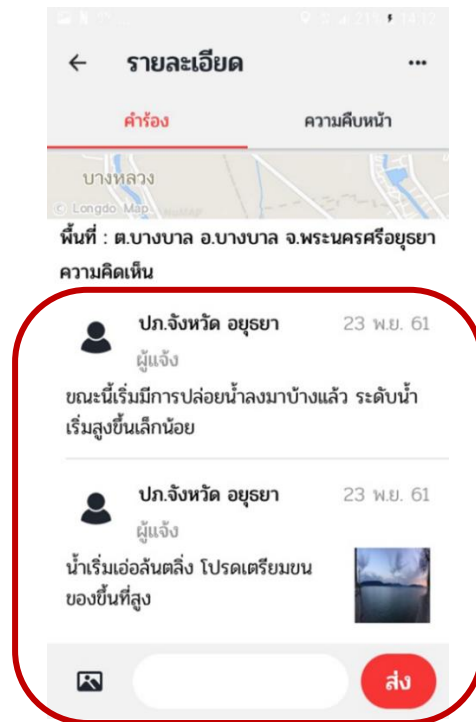 รายละเอียด
คำร้อง
ความคืบหน้า
บางหลวง
© Longdo Map
พื้นที่ : ต.บางบาล อ.บางบาล จ.พระนครศรีอยุธยา
ความคิดเห็น
ปภ.จังหวัด อยุธยา 23 พ.ย. 61
ผู้แจ้ง
ขณะนี้เริ่มมีการปล่อยน้ำลงมาบ้างแล้ว ระดับน้ำ
เริ่มสูงขึ้นเล็กน้อย
ปภ.จังหวัด อยุธยา 23 พ.ย. 61
ผู้แจ้ง
น้ำเริ่มเอ่อล้นตลิ่ง โปรดเตรียมขน
ของขึ้นที่สูง
ส่ง